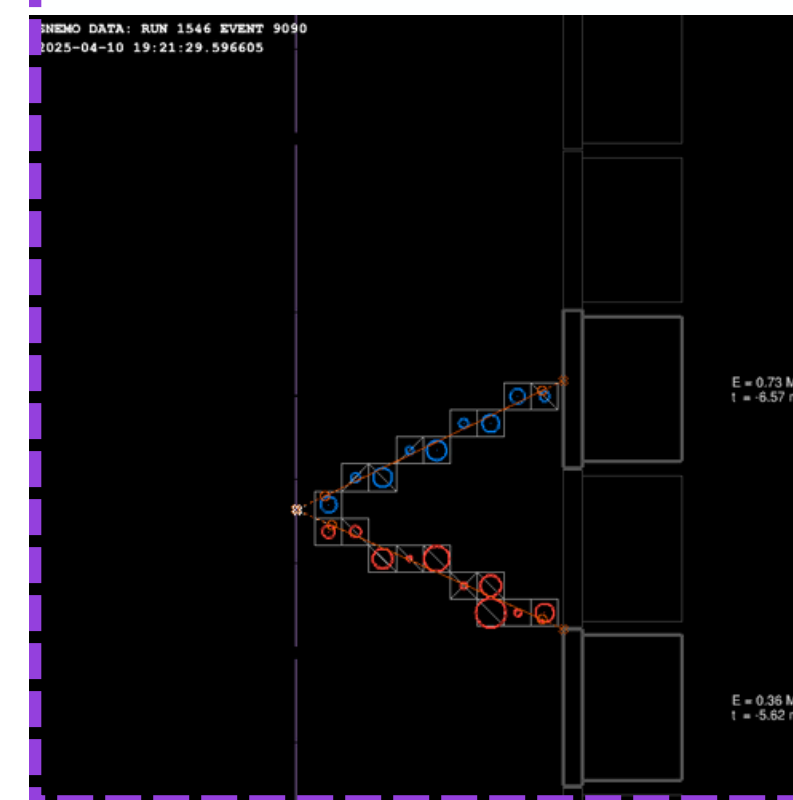 SNEMO DATA: RUN 1546 EVENT 9090
2025-04-10 19:21:29.596605
E = 0.73 M
t = -6.57
E = 0.36 M
t = -5.62